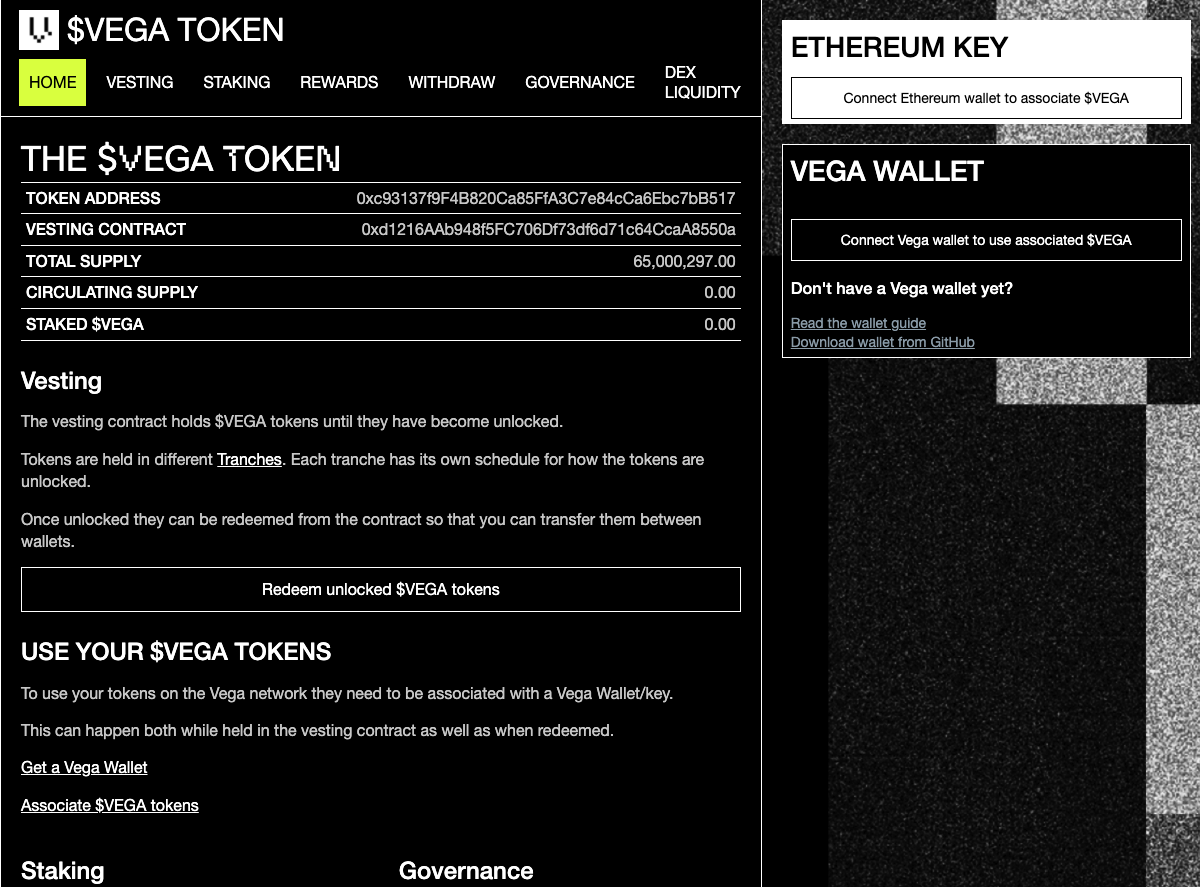 $VEGA TOKEN
HOME
VESTING
STAKING
REWARDS
WITHDRAW
GOVERNANCE
DEX
LIQUIDITY
THE $VEGA TOKEN
TOKEN ADDRESS 0xc93137f9F4B820Ca85FfA3C7e84cCa6Ebc7bB517
VESTING CONTRACT 0xd1216AAb948f5FC706Df73df6d71c64CcaA8550a
TOTAL SUPPLY 65,000,297.00
CIRCULATING SUPPLY 0.00
STAKED $VEGA 0.00
Vesting
The vesting contract holds $VEGA tokens until they have become unlocked.
Tokens are held in different Tranches. Each tranche has its own schedule for how the tokens are
unlocked.
Once unlocked they can be redeemed from the contract so that you can transfer them between
wallets.
Redeem unlocked $VEGA tokens
USE YOUR $VEGA TOKENS
To use your tokens on the Vega network they need to be associated with a Vega Wallet/key.
This can happen both while held in the vesting contract as well as when redeemed.
Get a Vega Wallet
Associate $VEGA tokens
Staking
Governance
ETHEREUM KEY
Connect Ethereum wallet to associate $VEGA
VEGA WALLET
Connect Vega wallet to use associated $VEGA
Don't have a Vega wallet yet?
Read the wallet guide
Download wallet from GitHub